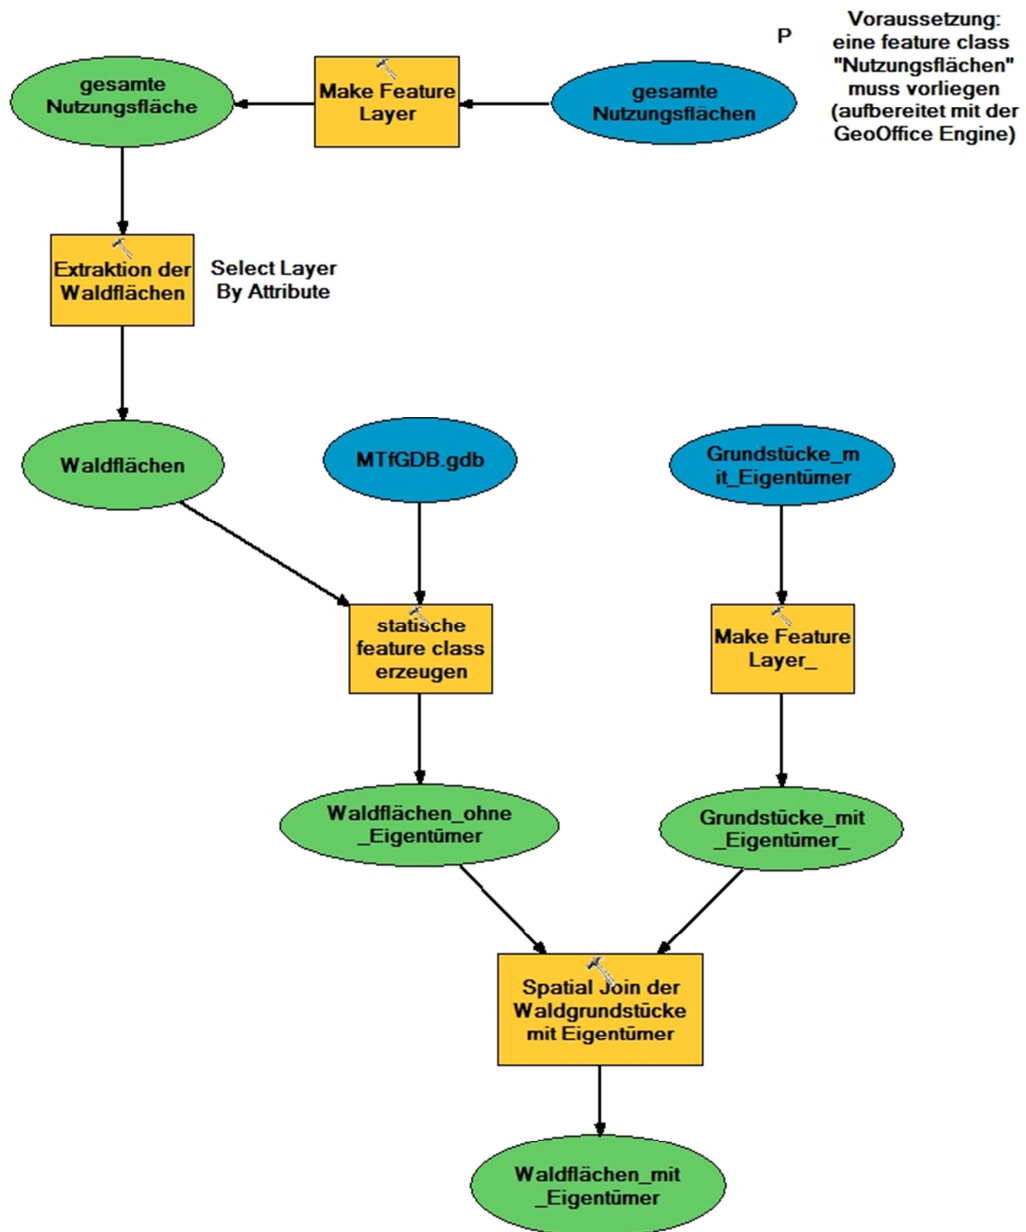 P
Voraussetzung:
eine feature class
"Nutzungsflächen"
muss vorliegen
(aufbereitet mit der
GeoOffice Engine)
gesamte
Nutzungsfläche
Make Feature
Layer
gesamte
Nutzungsflächen
Extraktion der
Waldflächen
Select Layer
By Attribute
Waldflächen
MTfGDB.gdb
Grundstücke_m
it_Eigentümer
statische
feature class
erzeugen
Make Feature
Layer_
Waldflächen_ohne
_Eigentümer
Grundstücke_mit
_Eigentümer_
Spatial Join der
Waldgrundstücke
mit Eigentümer
Waldflächen_mit
_Eigentümer